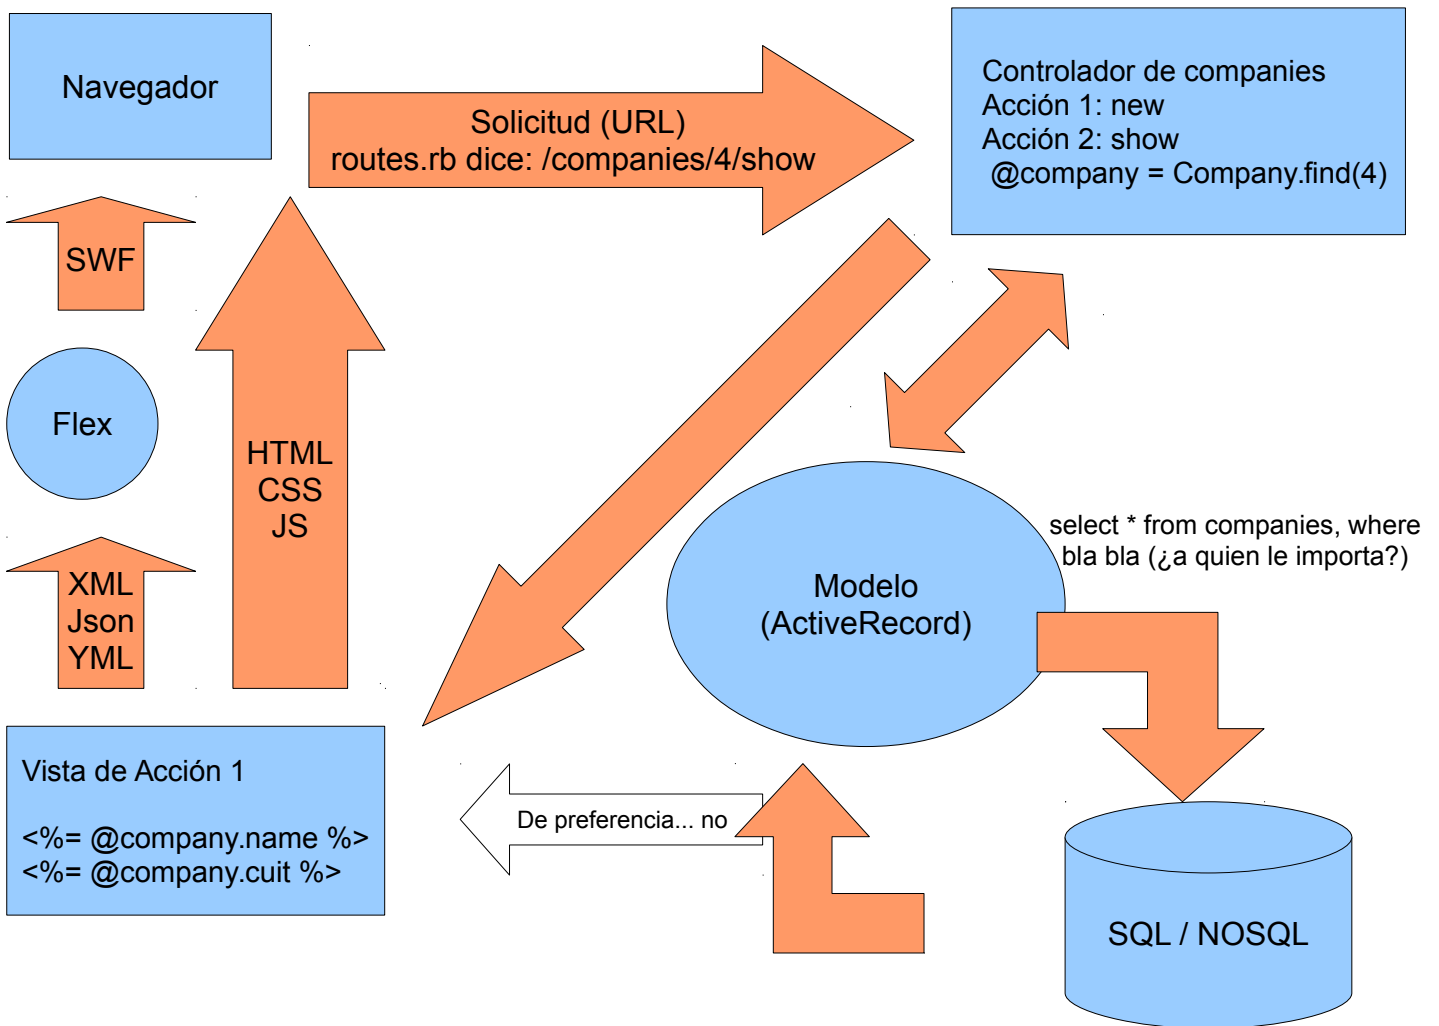 Navegador
Solicitud (URL)
routes.rb dice: /companies/4/show
Controlador de companies
Acción 1: new
Acción 2: show
@company = Company.find(4)
SWF
Flex
HTML
CSS
JS
XML
Json
YML
select * from companies, where
bla bla (¿a quien le importa?)
Modelo
(ActiveRecord)
Vista de Acción 1
<%= @company.name %>
<%= @company.cuit %>
De preferencia... no
SQL / NOSQL